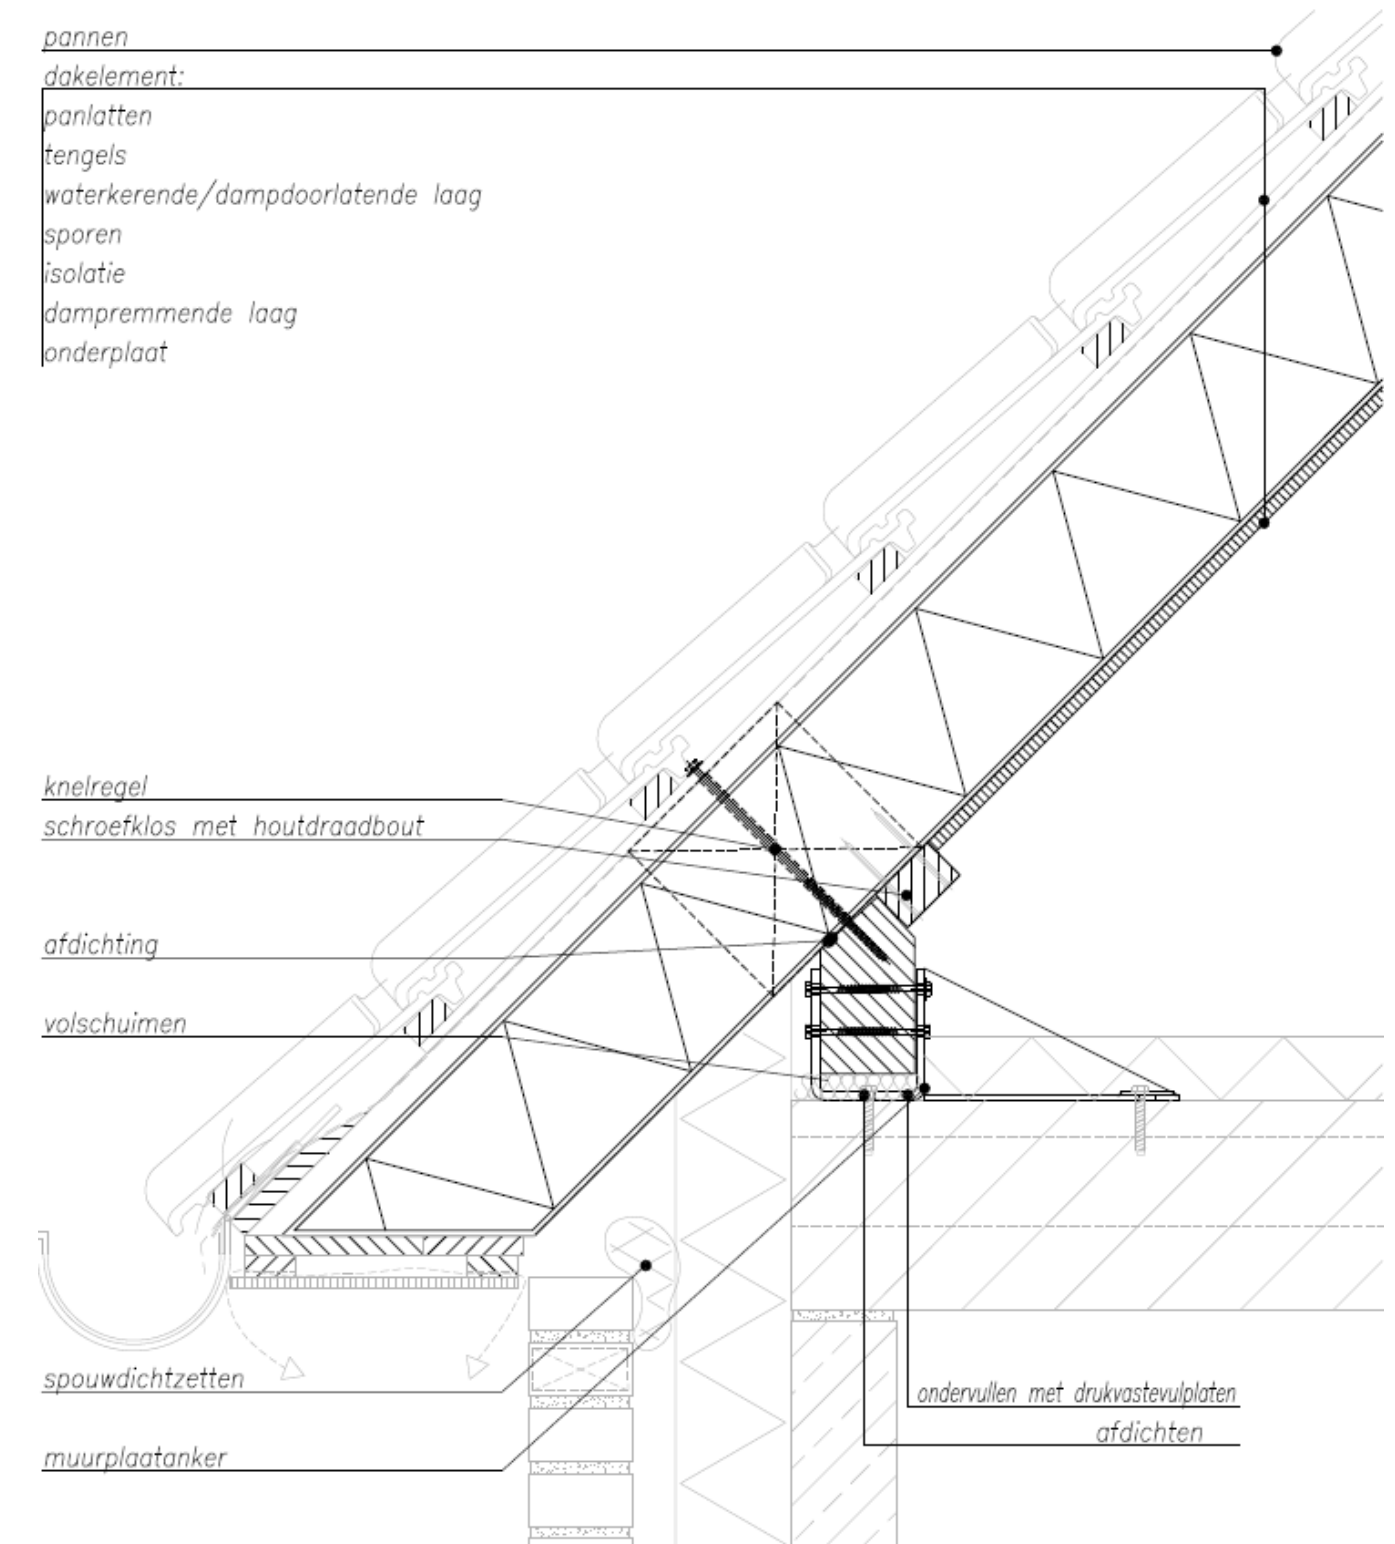 pannen
dakelement:
panlatten
tengels
waterkerende/dampdoorlatende laag
sporen
isolatie
dampremmende laag
onderplaat
knelregel
schroefklos met houtdraadbout
afdichting
volschuimen
spouwdichtzetten
muurplaatanker
ondervullen met drukvastevulplaten
afdichten